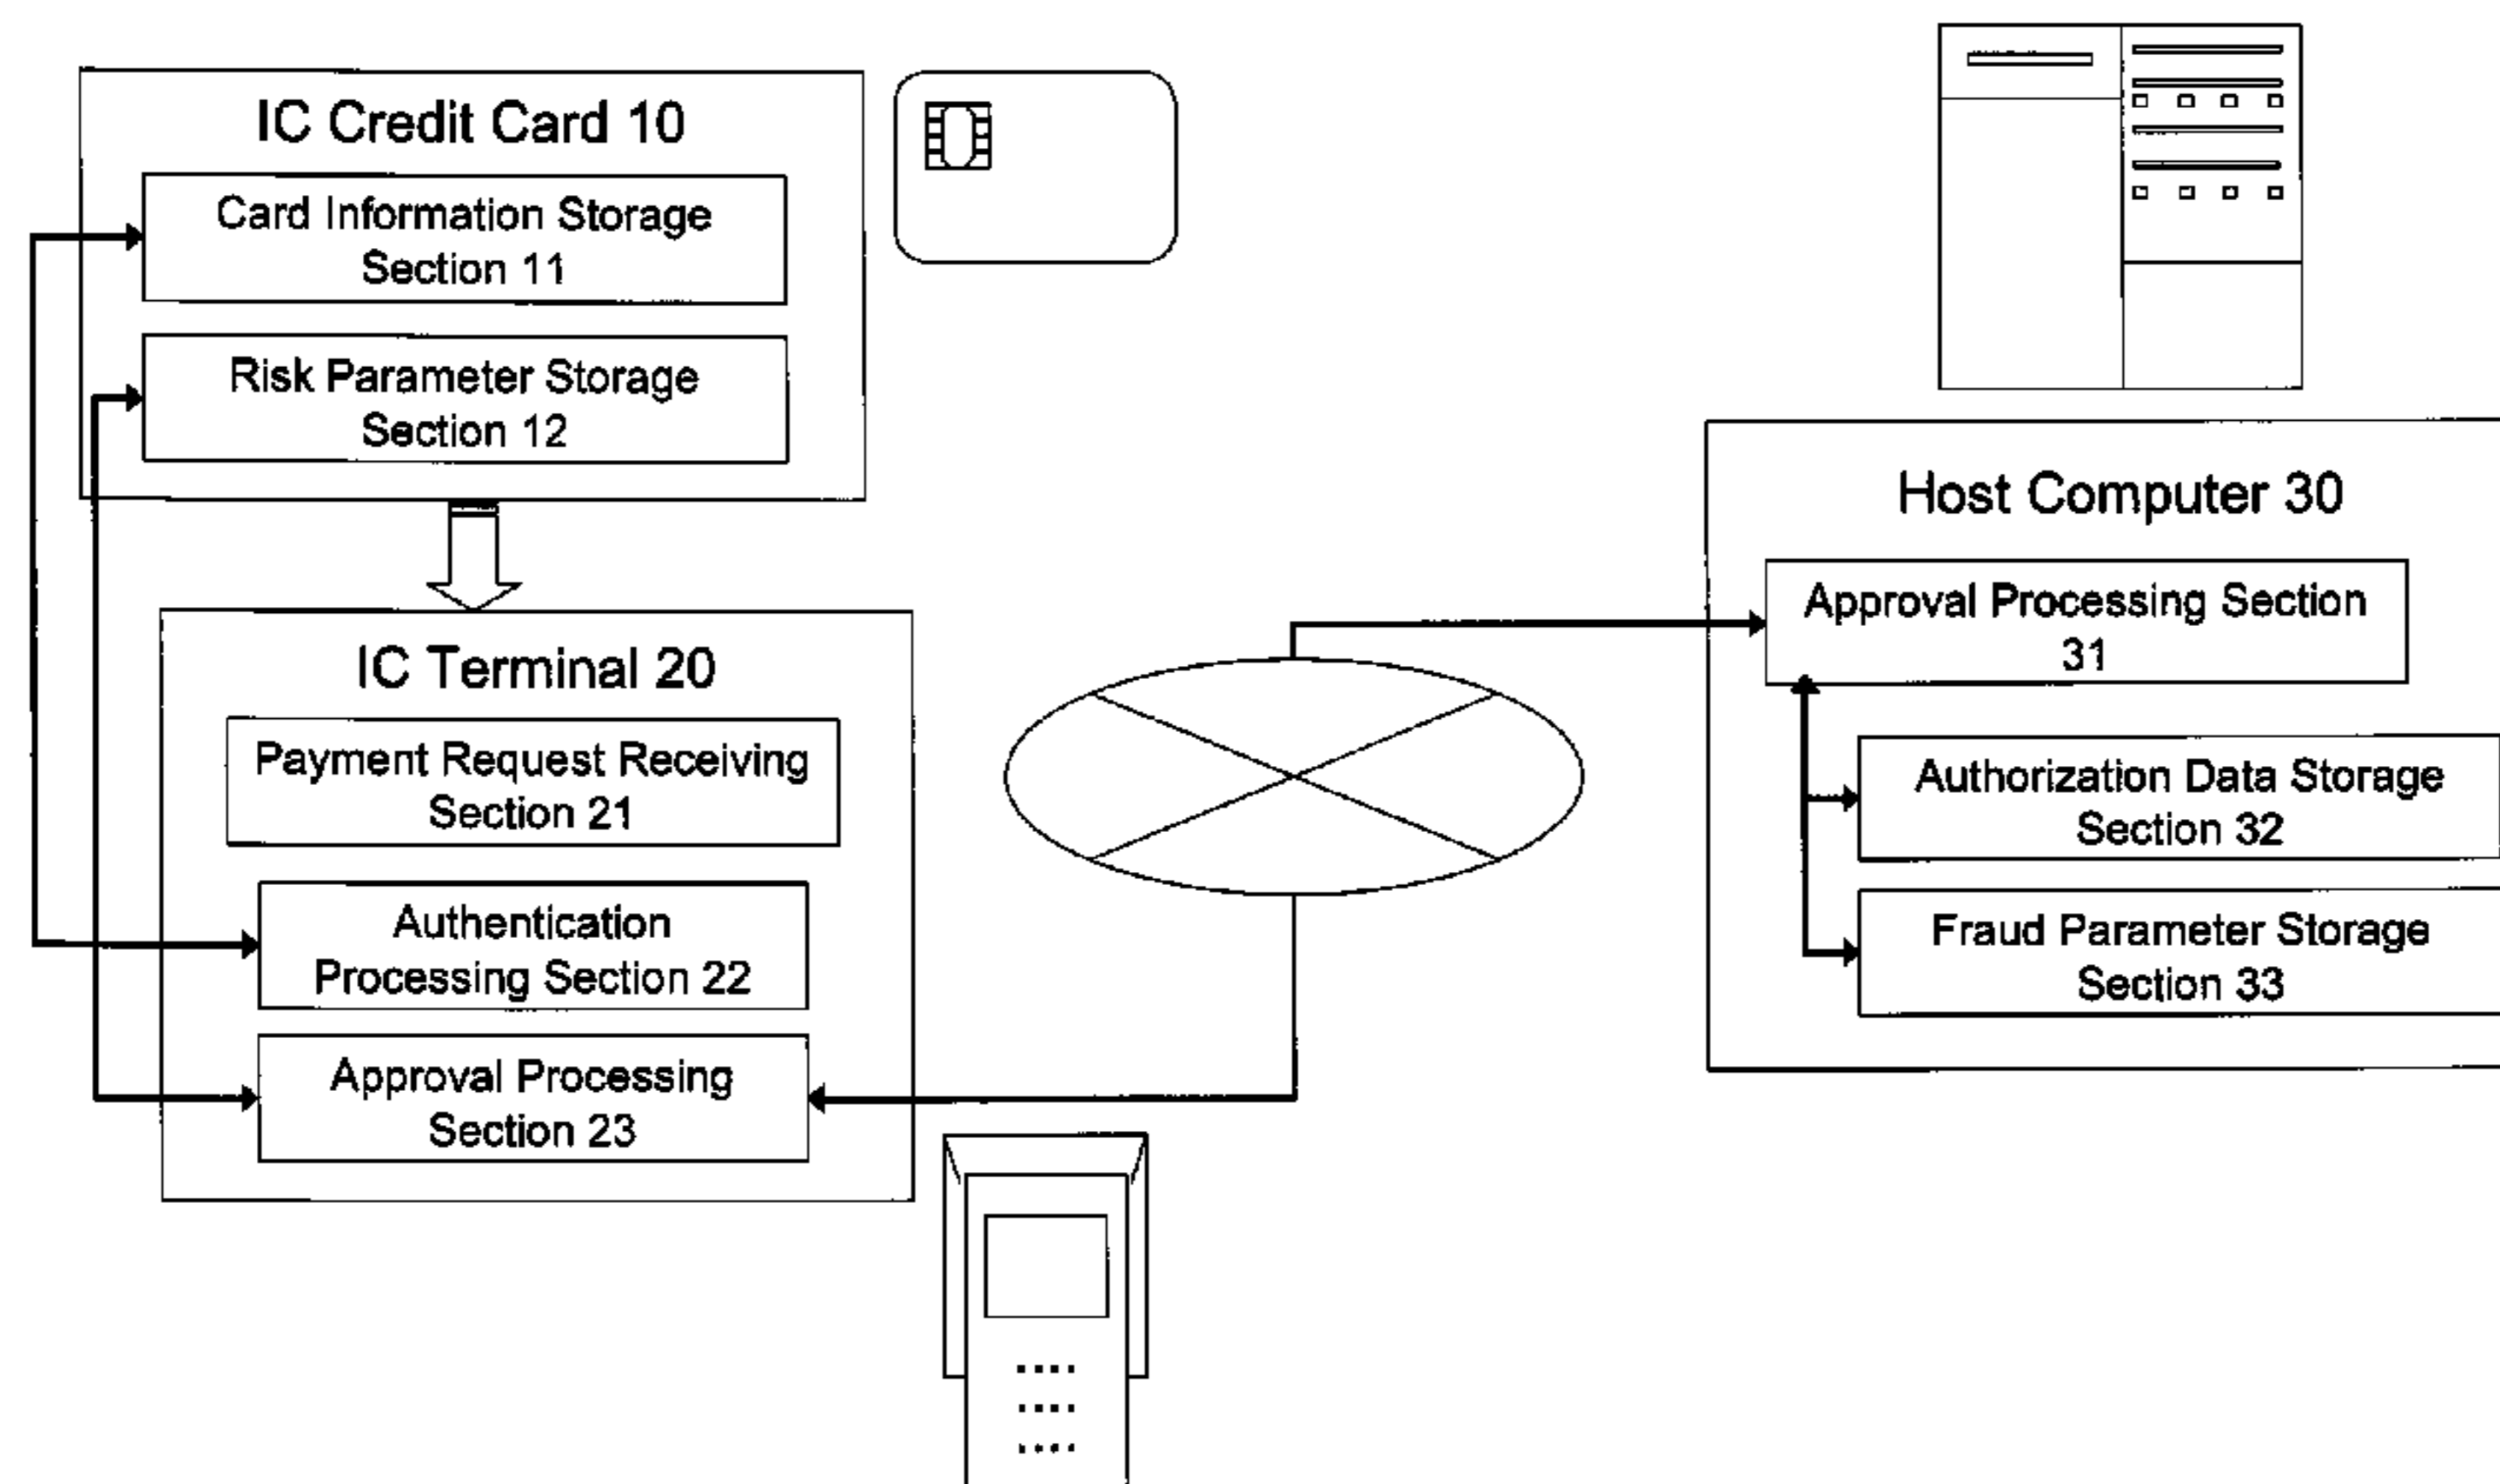 IC Credit Card 10
Card Information Storage
Section 11
Risk Parameter Storage
Section 12
IC Terminal 20
Payment Request Receiving
Section 21
Authentication
Processing Section 22
Approval Processing
Section 23
Host Computer 30
Approval Processing Section
31
Authorization Data Storage
Section 32
Fraud Parameter Storage
Section 33